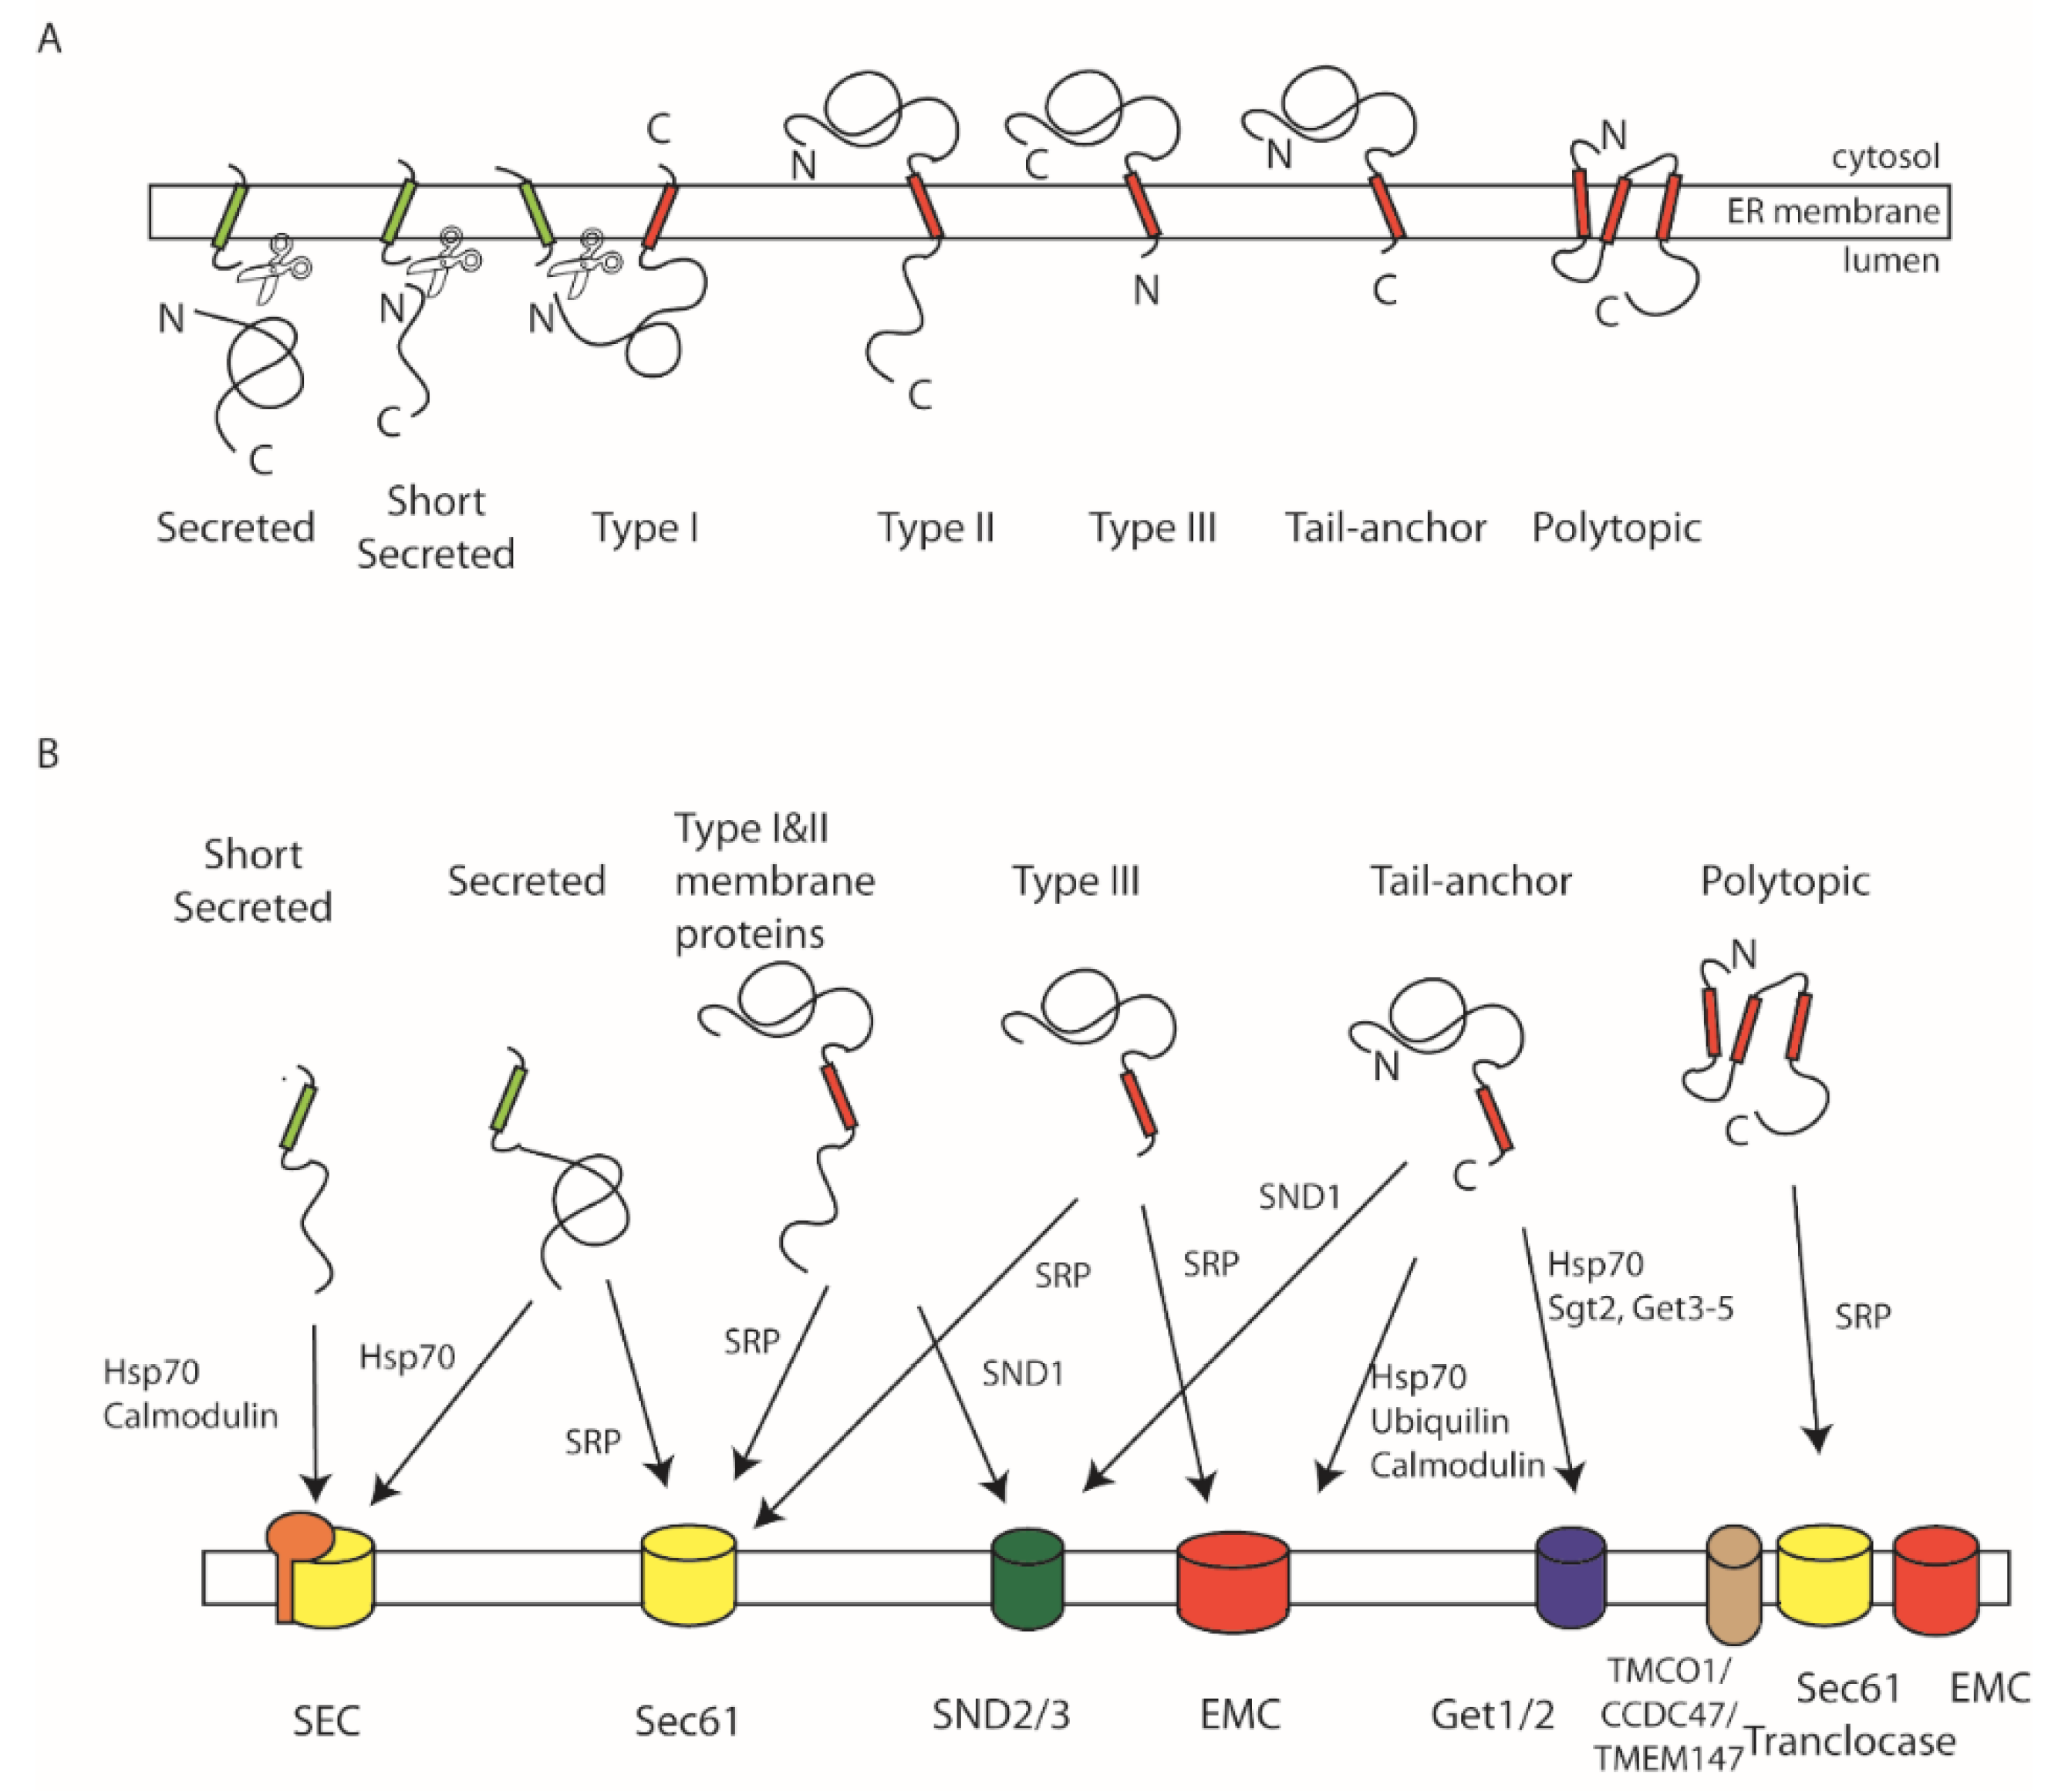 A
C
N
C
N
N
cytosol
ER membrane
lumen
N
N
N
N
C
C
C
C
C
Secreted
Short
Secreted
Type I
Type II
Type III
Tail-anchor
Polytopic
B
Short
Secreted
Secreted
Type I&II
membrane
proteins
Type III
Tail-anchor
Polytopic
N
N
C
C
SND1
SRP
SRP
Hsp70
Sgt2, Get3-5
SRP
Hsp70
Calmodulin
Hsp70
SRP
SRP
SND1
Hsp70
Ubiquilin
Calmodulin
SEC
Sec61
SND2/3
EMC
Get1/2
TMCO1/
CCDC47/
TMEM147
Sec61
Tranclocase
EMC